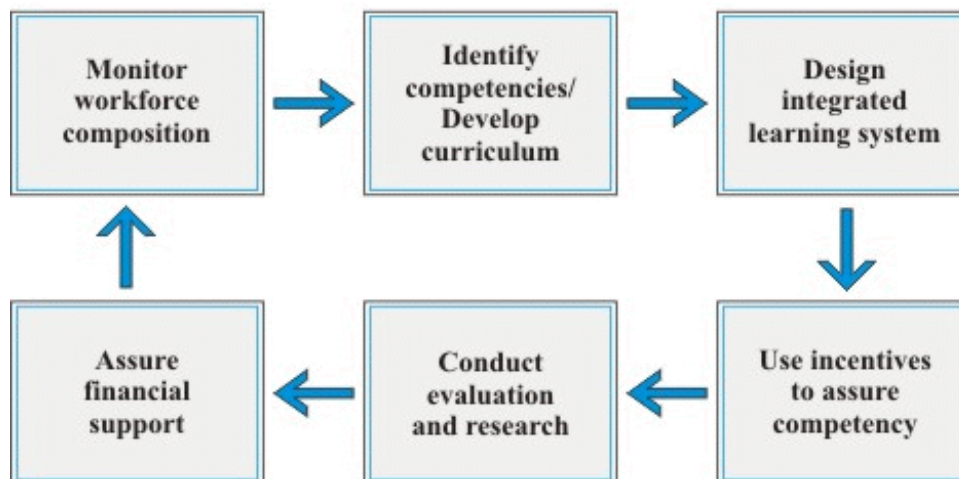 Monitor
workforce
composition
Identify
competencies/
Develop
curriculum
Design
integrated
learning system
Assure
financial
support
Conduct
evaluation
and research
Use incentives
to assure
competency